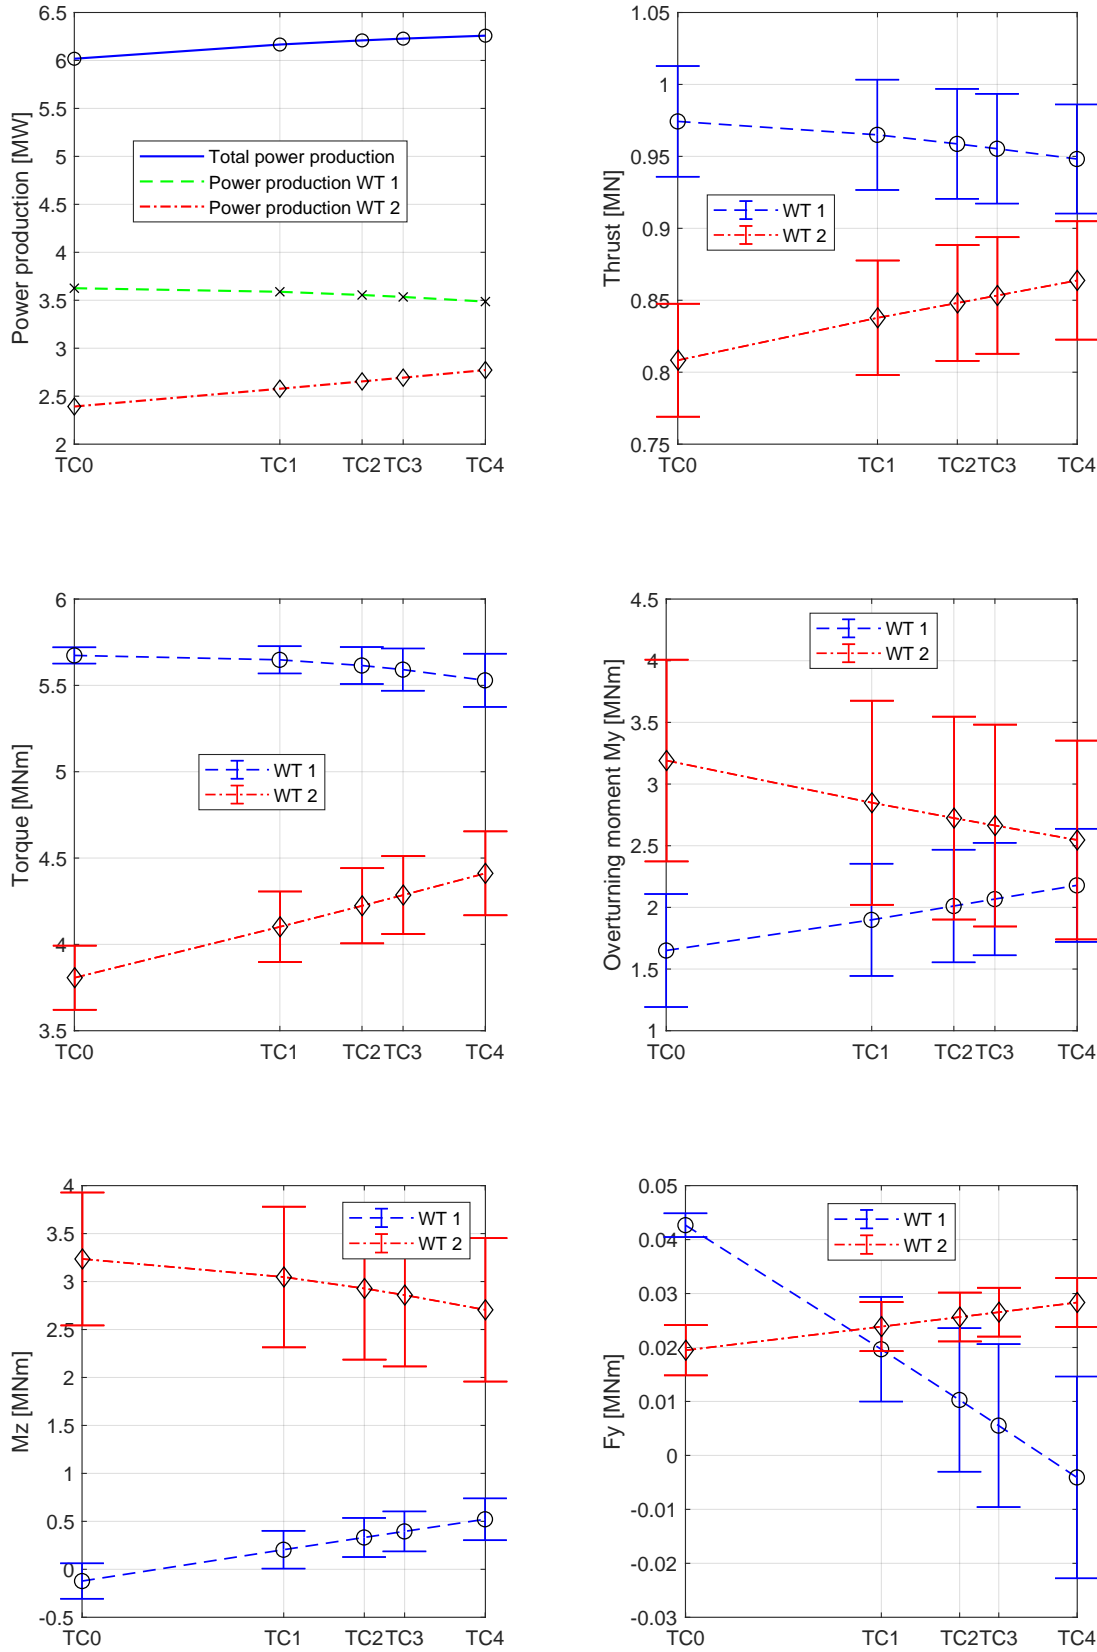 6.5
6
5.5
5
4.5
4
3.5
3
2.5
2
Power production [MW]
Total power production
Power production WT 1
Power production WT 2
TC0 TC1 TC2 TC3 TC4
1.05
1
0.95
0.9
0.85
0.8
0.75
Thrust [MN]
WT 1
WT 2
TC0 TC1 TC2 TC3 TC4
6
5.5
5
4.5
4
3.5
Torque [MNm]
WT 1
WT 2
TC0 TC1 TC2 TC3 TC4
4.5
4
3.5
3
2.5
2
1.5
1
Overturning moment My [MNm]
WT 1
WT 2
TC0 TC1 TC2 TC3 TC4
4
3.5
3
2.5
2
1.5
1
0.5
0
-0.5
Mz [MNm]
WT 1
WT 2
TC0 TC1 TC2 TC3 TC4
0.05
0.04
0.03
0.02
0.01
0
-0.01
-0.02
-0.03
Fy [MNm]
WT 1
WT 2
TC0 TC1 TC2 TC3 TC4